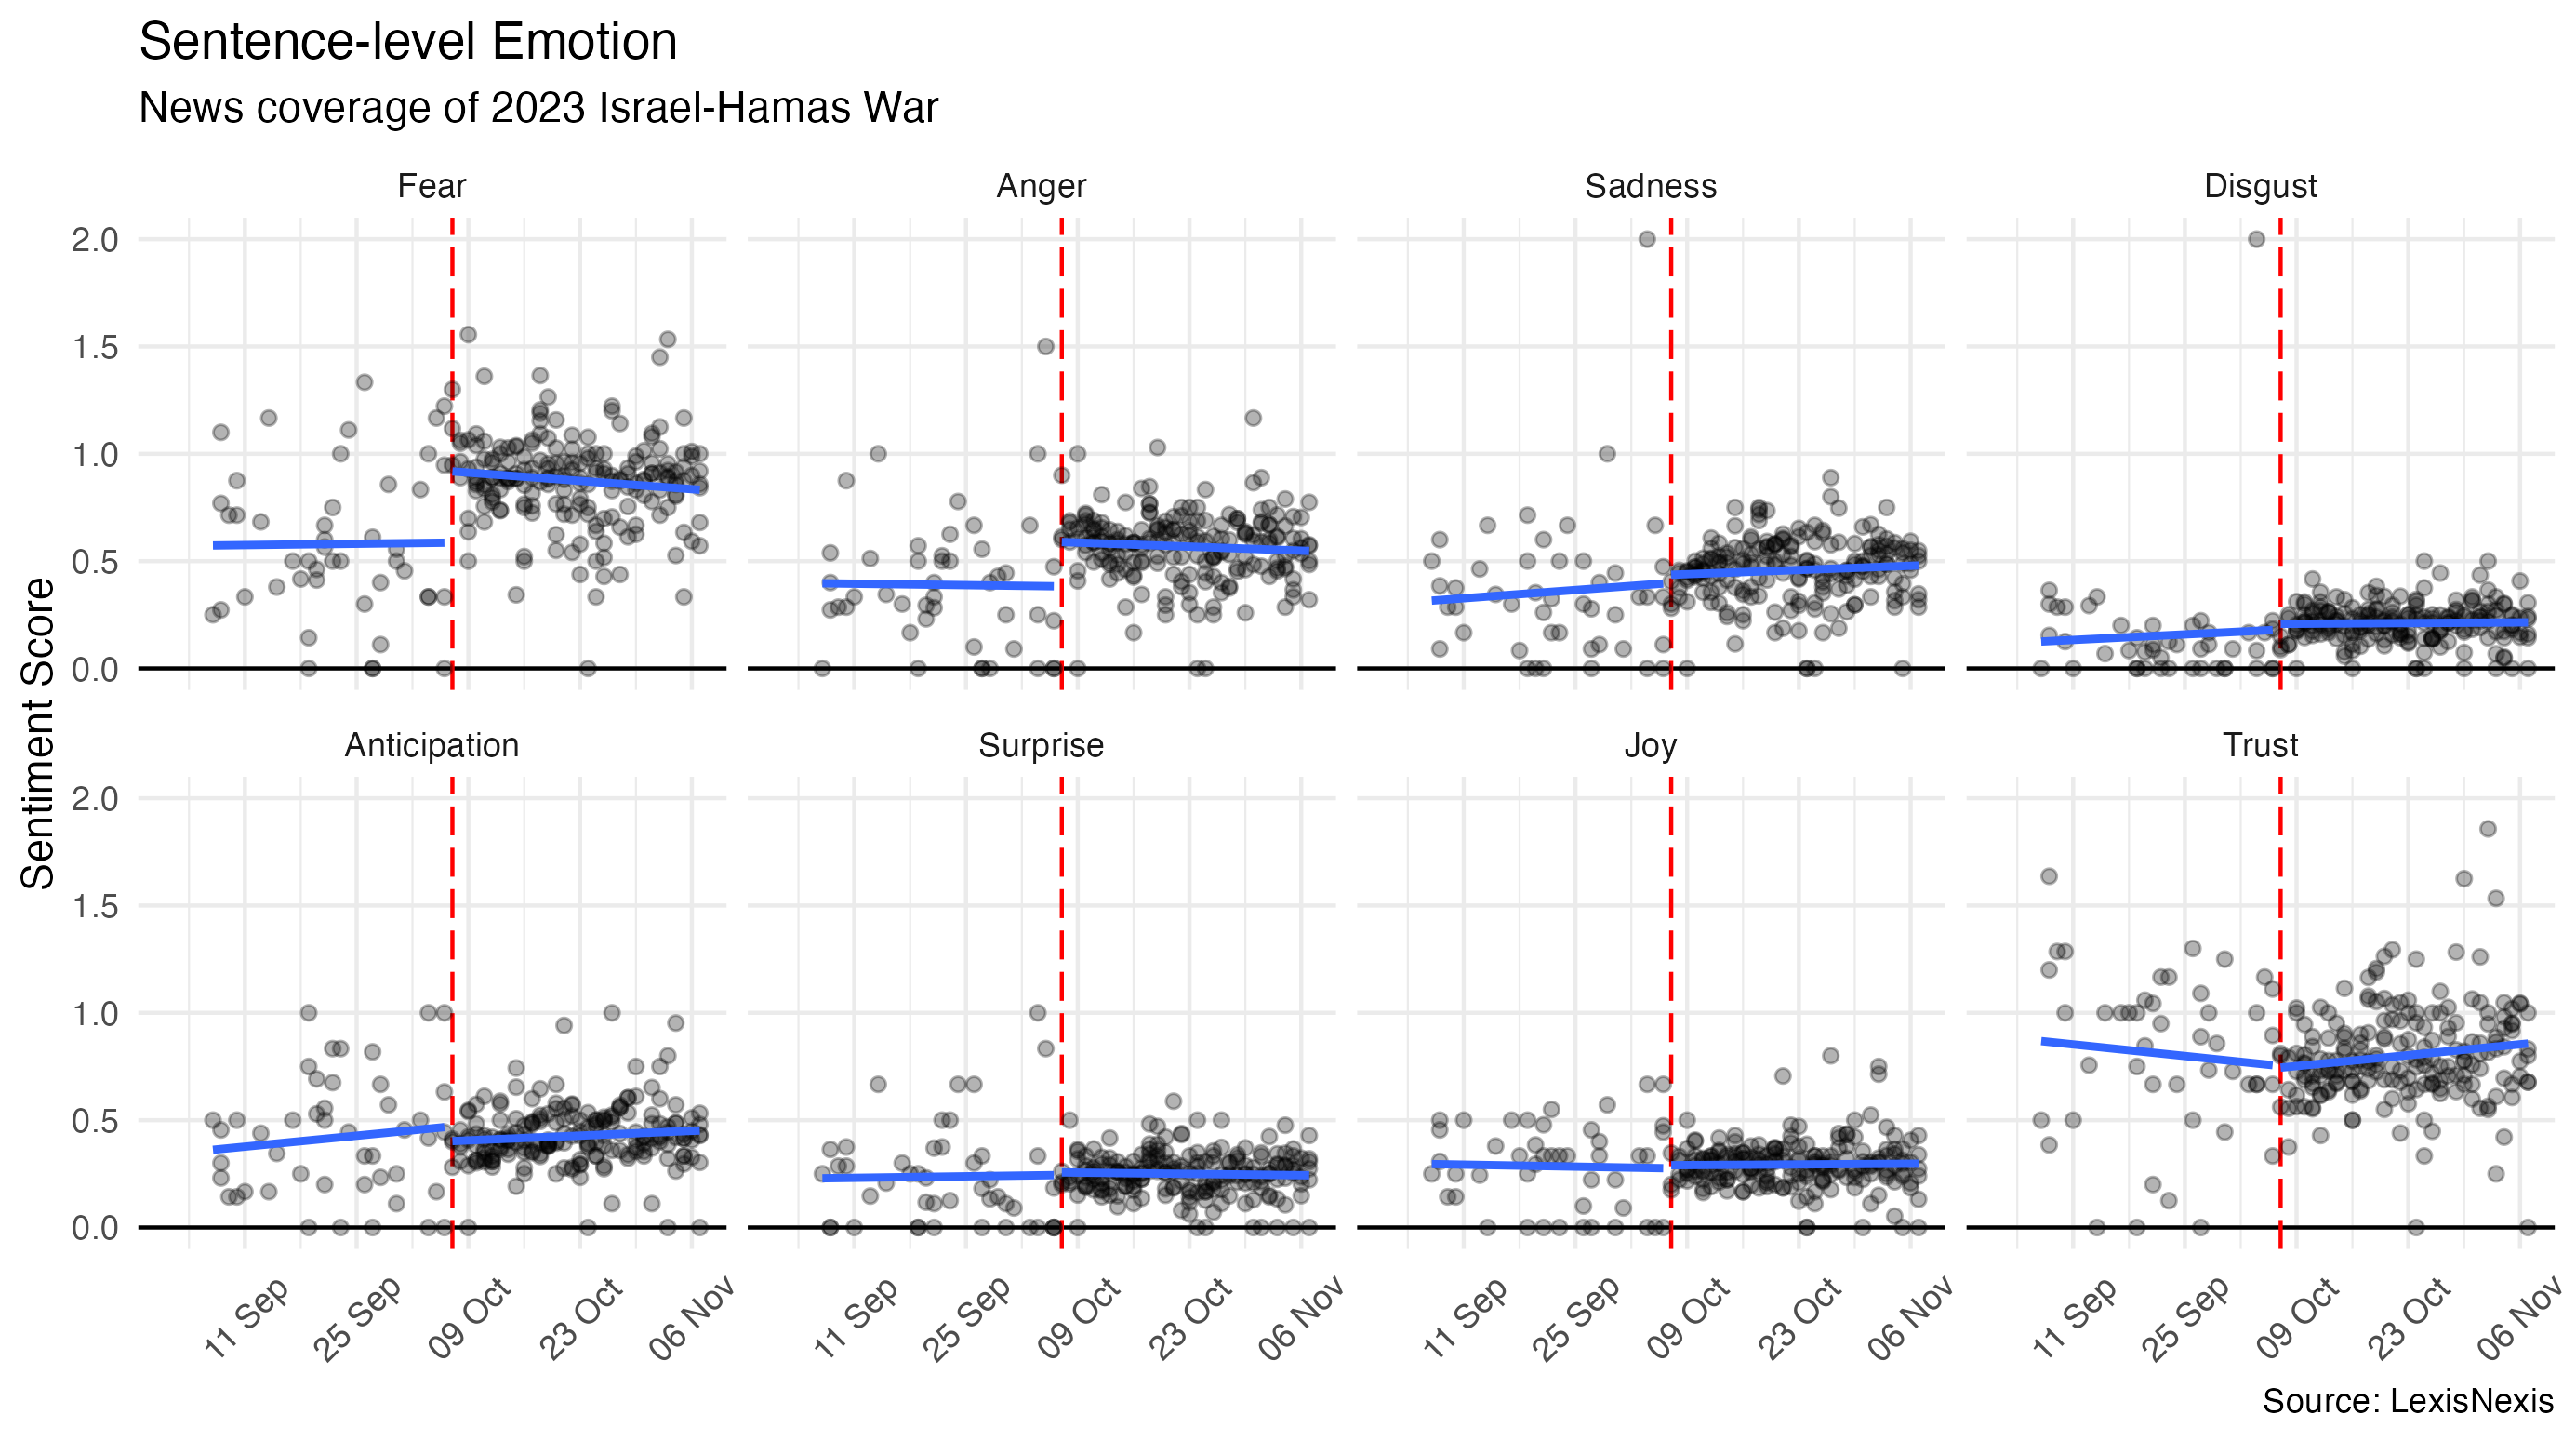 Sentence-level Emotion
News coverage of 2023 Israel-Hamas War
Fear Anger Sadness Disgust
2.0
1.5
1.0
0.5
0.0
Anticipation Surprise Joy Trust
2.0
1.5
1.0
0.5
0.0
Sentiment Score
11 Sep 25 Sep 09 Oct 23 Oct 06 Nov 11 Sep 25 Sep 09 Oct 23 Oct 06 Nov 11 Sep 25 Sep 09 Oct 23 Oct 06 Nov 11 Sep 25 Sep 09 Oct 23 Oct 06 Nov
Source: LexisNexis